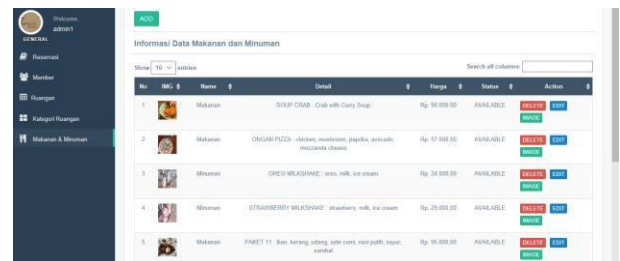 Welcome,
admin1
GENERAL
Reservasi
Member
Ruangan
Kategori Ruangan
Makanan & Minuman
ADD
Informasi Data Makanan dan Minuman
Show 10 entries
Search all columns:
No IMG Name Detail Harga Status Action
1 Makanan SOUP CRAB : Crab with Curry Soup Rp. 90.000,00 AVAILABLE DELETE EDIT
IMAGE
2 Makanan ONGAN PIZZA : chicken, mushroom, paprika, avocado,
mozzarela cheese Rp. 57.000,00 AVAILABLE DELETE EDIT
IMAGE
3 Minuman OREO MILKSHAKE : oreo, milk, ice cream Rp. 34.000,00 AVAILABLE DELETE EDIT
IMAGE
4 Minuman STRAWBERRY MILKSHAKE : strawberry, milk, ice cream Rp. 29.000,00 AVAILABLE DELETE EDIT
IMAGE
5 Makanan PAKET 11 : ikan, kerang, udang, sate cumi, nasi putih, sayur,
sambal Rp. 95.000,00 AVAILABLE DELETE EDIT
IMAGE